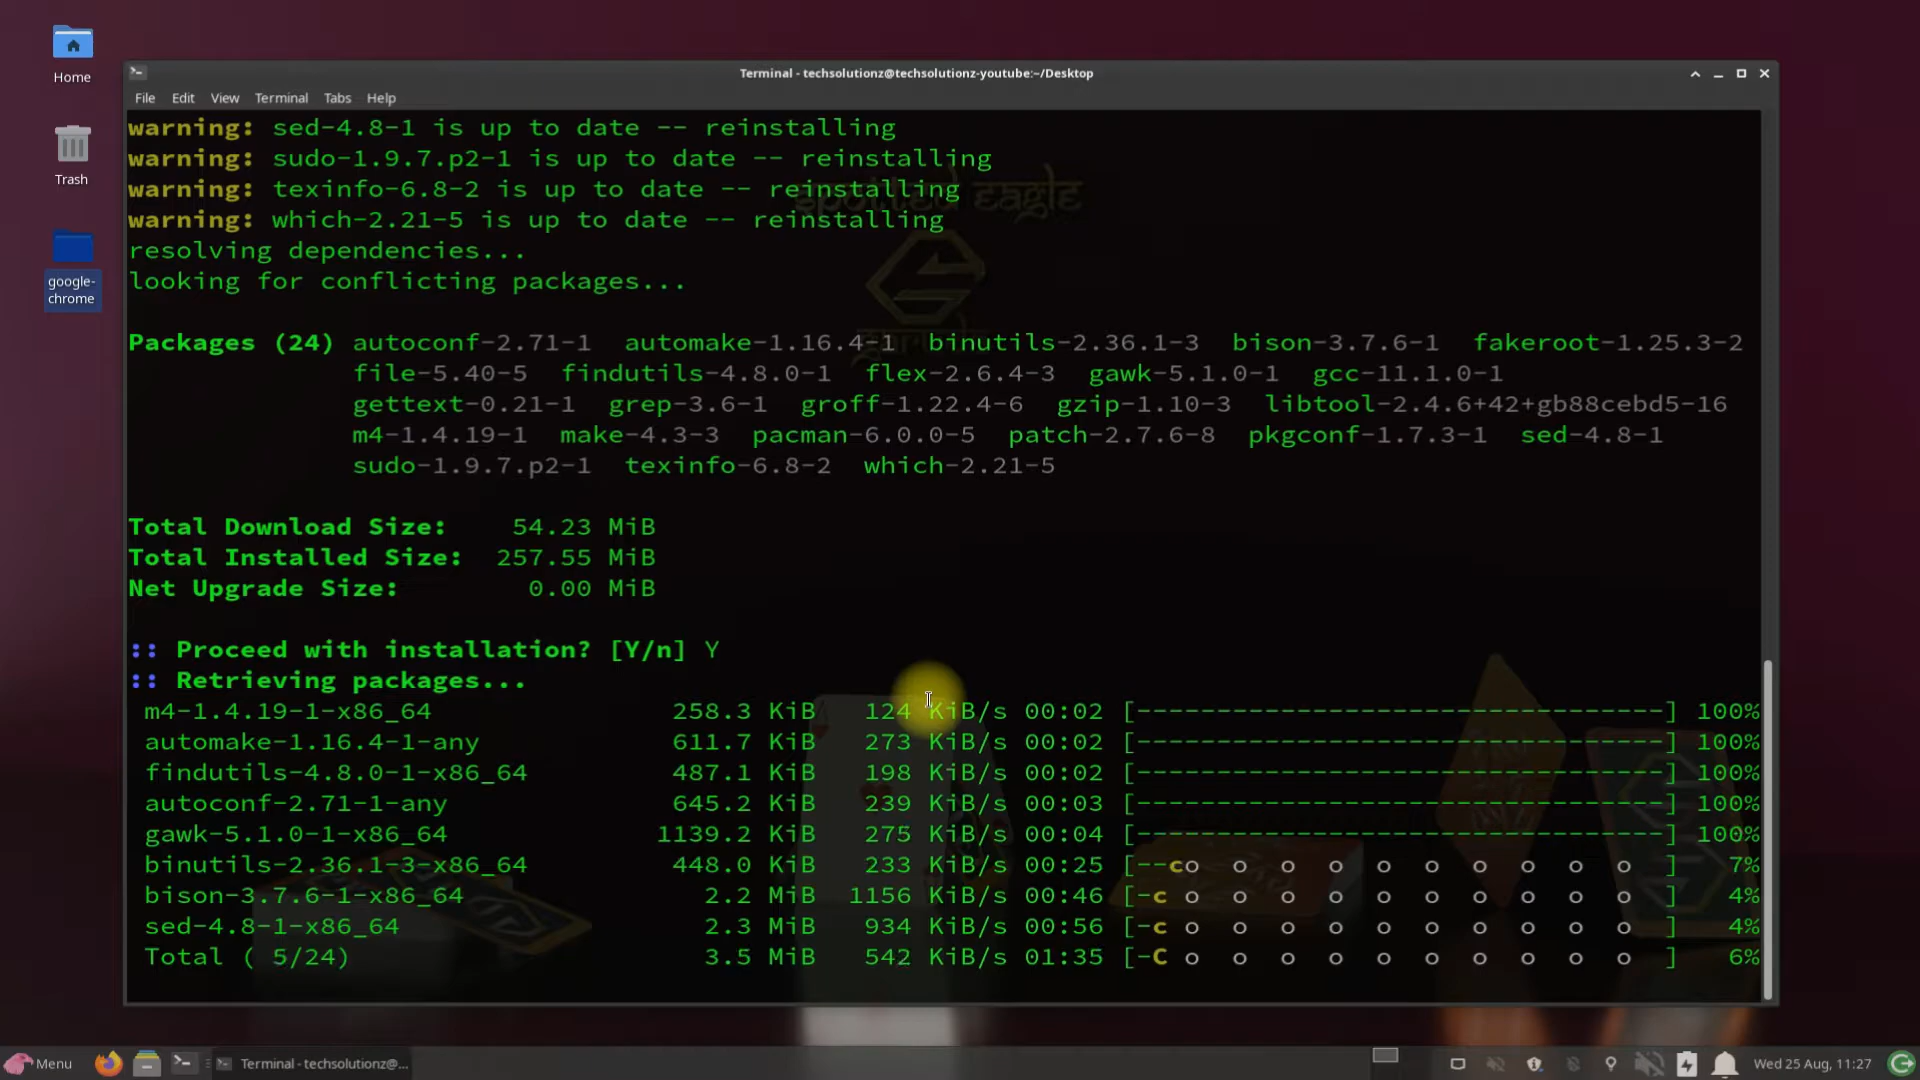 Home
Trash
google-
chrome
Terminal - techsolutionz@techsolutionz-youtube:~/Desktop
File Edit View Terminal Tabs Help
warning: sed-4.8-1 is up to date -- reinstalling
warning: sudo-1.9.7.p2-1 is up to date -- reinstalling
warning: texinfo-6.8-2 is up to date -- reinstalling
warning: which-2.21-5 is up to date -- reinstalling
spotted eagle
resolving dependencies...
looking for conflicting packages...
Packages (24) autoconf-2.71-1 automake-1.16.4-1 binutils-2.36.1-3 bison-3.7.6-1 fakeroot-1.25.3-2
file-5.40-5 findutils-4.8.0-1 flex-2.6.4-3 gawk-5.1.0-1 gcc-11.1.0-1
gettext-0.21-1 grep-3.6-1 groff-1.22.4-6 gzip-1.10-3 libtool-2.4.6+42+gb88cebd5-16
m4-1.4.19-1 make-4.3-3 pacman-6.0.0-5 patch-2.7.6-8 pkgconf-1.7.3-1 sed-4.8-1
sudo-1.9.7.p2-1 texinfo-6.8-2 which-2.21-5
Total Download Size: 54.23 MiB
Total Installed Size: 257.55 MiB
Net Upgrade Size: 0.00 MiB
:: Proceed with installation? [Y/n] Y
:: Retrieving packages...
m4-1.4.19-1-x86_64 258.3 KiB 124 KiB/s 00:02 [----------------------------------] 100%
automake-1.16.4-1-any 611.7 KiB 273 KiB/s 00:02 [----------------------------------] 100%
findutils-4.8.0-1-x86_64 487.1 KiB 198 KiB/s 00:02 [----------------------------------] 100%
autoconf-2.71-1-any 645.2 KiB 239 KiB/s 00:03 [----------------------------------] 100%
gawk-5.1.0-1-x86_64 1139.2 KiB 275 KiB/s 00:04 [----------------------------------] 100%
binutils-2.36.1-3-x86_64 448.0 KiB 233 KiB/s 00:25 [--co o o o o o o o o o ] 7%
bison-3.7.6-1-x86_64 2.2 MiB 1156 KiB/s 00:46 [-c o o o o o o o o o o ] 4%
sed-4.8-1-x86_64 2.3 MiB 934 KiB/s 00:56 [-c o o o o o o o o o o ] 4%
Total ( 5/24) 3.5 MiB 542 KiB/s 01:35 [-C o o o o o o o o o o ] 6%
Menu
Terminal - techsolutionz@...
Wed 25 Aug, 11:27